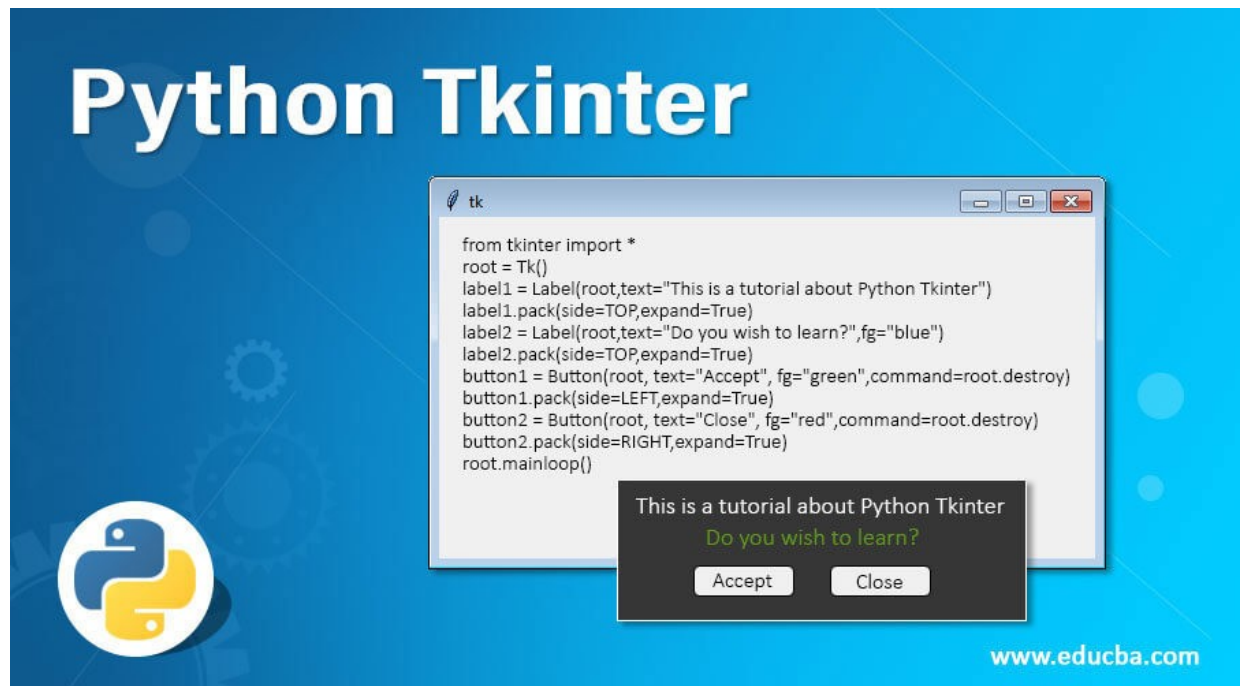 Python Tkinter
tk
from tkinter import *
root = Tk()
label1 = Label(root,text="This is a tutorial about Python Tkinter")
label1.pack(side=TOP,expand=True)
label2 = Label(root,text="Do you wish to learn?",fg="blue")
label2.pack(side=TOP,expand=True)
button1 = Button(root, text="Accept", fg="green",command=root.destroy)
button1.pack(side=LEFT,expand=True)
button2 = Button(root, text="Close", fg="red",command=root.destroy)
button2.pack(side=RIGHT,expand=True)
root.mainloop()
This is a tutorial about Python Tkinter
Do you wish to learn?
Accept Close
www.educba.com